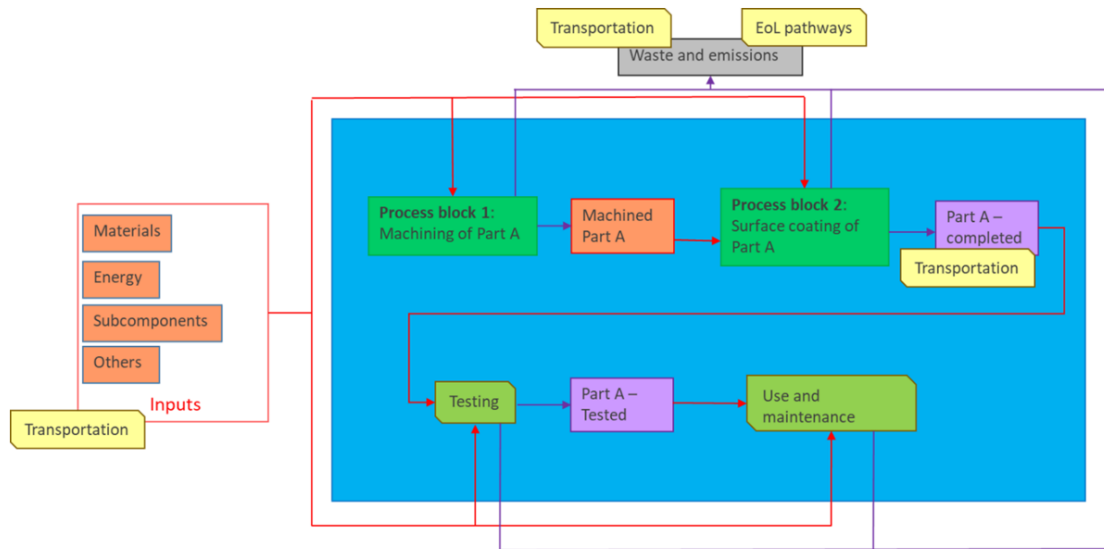 Transportation
EoL pathways
Waste and emissions
Process block 1:
Machining of Part A
Machined
Part A
Process block 2:
Surface coating of
Part A
Part A –
completed
Transportation
Materials
Energy
Subcomponents
Others
Inputs
Transportation
Testing
Part A –
Tested
Use and
maintenance